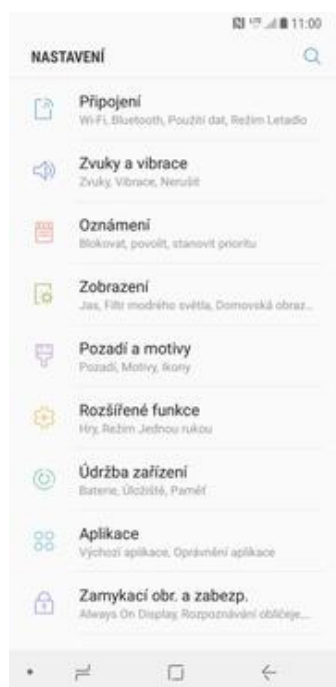 11:00
NASTAVENÍ
Připojení
Wi-Fi, Bluetooth, Použití dat, Režim Letadlo
Zvuky a vibrace
Zvuky, Vibrace, Nerušit
Oznámení
Blokovat, povolit, stanovit prioritu
Zobrazení
Jas, Filtr modrého světla, Domovská obraz...
Pozadí a motivy
Pozadí, Motivy, Ikony
Rozšířené funkce
Hry, Režim Jednou rukou
Údržba zařízení
Baterie, Úložiště, Paměť
Aplikace
Výchozí aplikace, Oprávnění aplikace
Zamykací obr. a zabezp.
Always On Display, Rozpoznávání obličeje,...